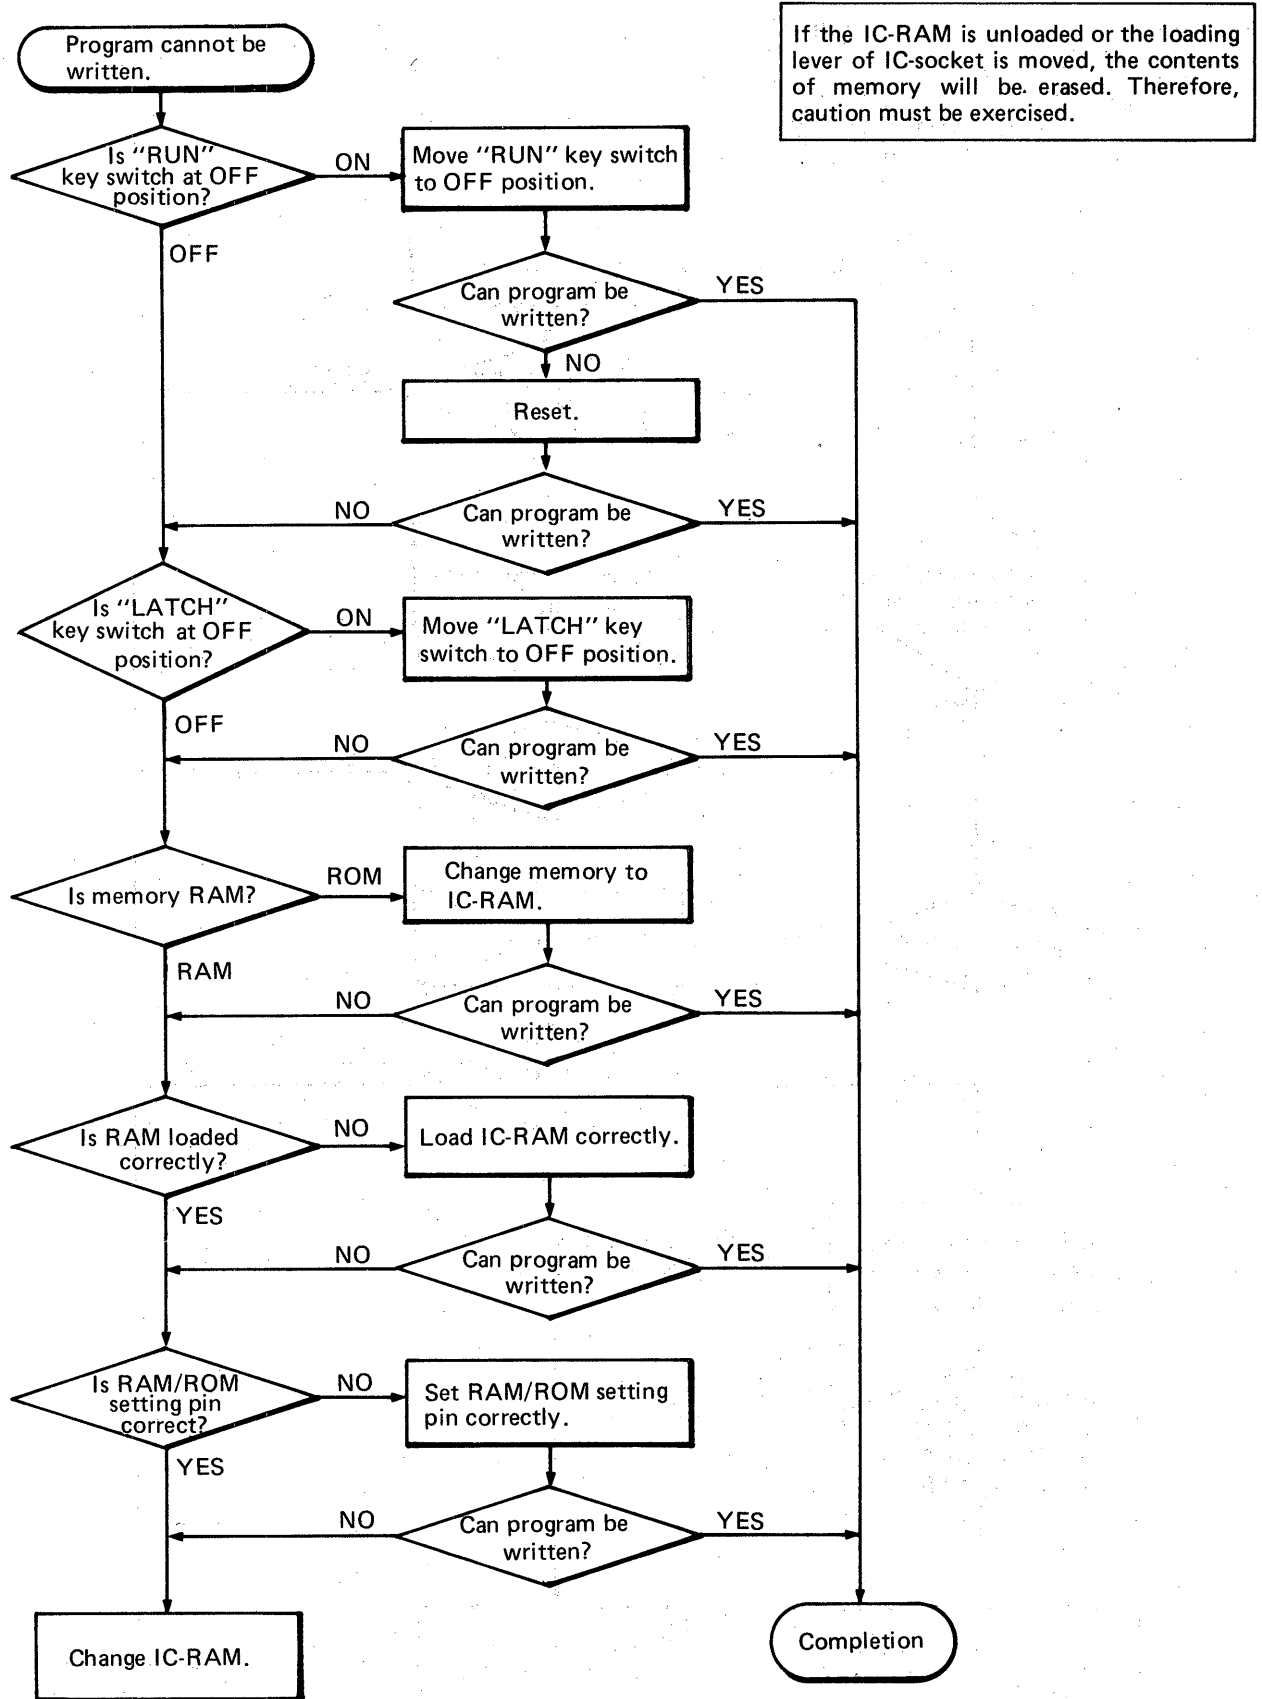 Program cannot be
written.
If the IC-RAM is unloaded or the loading
lever of IC-socket is moved, the contents
of memory will be erased. Therefore,
caution must be exercised.
Is "RUN"
key switch at OFF
position?
ON
Move "RUN" key switch
to OFF position.
OFF
Can program be
written?
YES
NO
Reset.
Can program be
written?
NO
YES
Is "LATCH"
key switch at OFF
position?
ON
Move "LATCH" key
switch to OFF position.
OFF
Can program be
written?
NO
YES
Is memory RAM?
ROM
Change memory to
IC-RAM.
RAM
Can program be
written?
NO
YES
Is RAM loaded
correctly?
NO
Load IC-RAM correctly.
YES
Can program be
written?
NO
YES
Is RAM/ROM
setting pin
correct?
NO
Set RAM/ROM setting
pin correctly.
YES
Can program be
written?
NO
YES
Change IC-RAM.
Completion